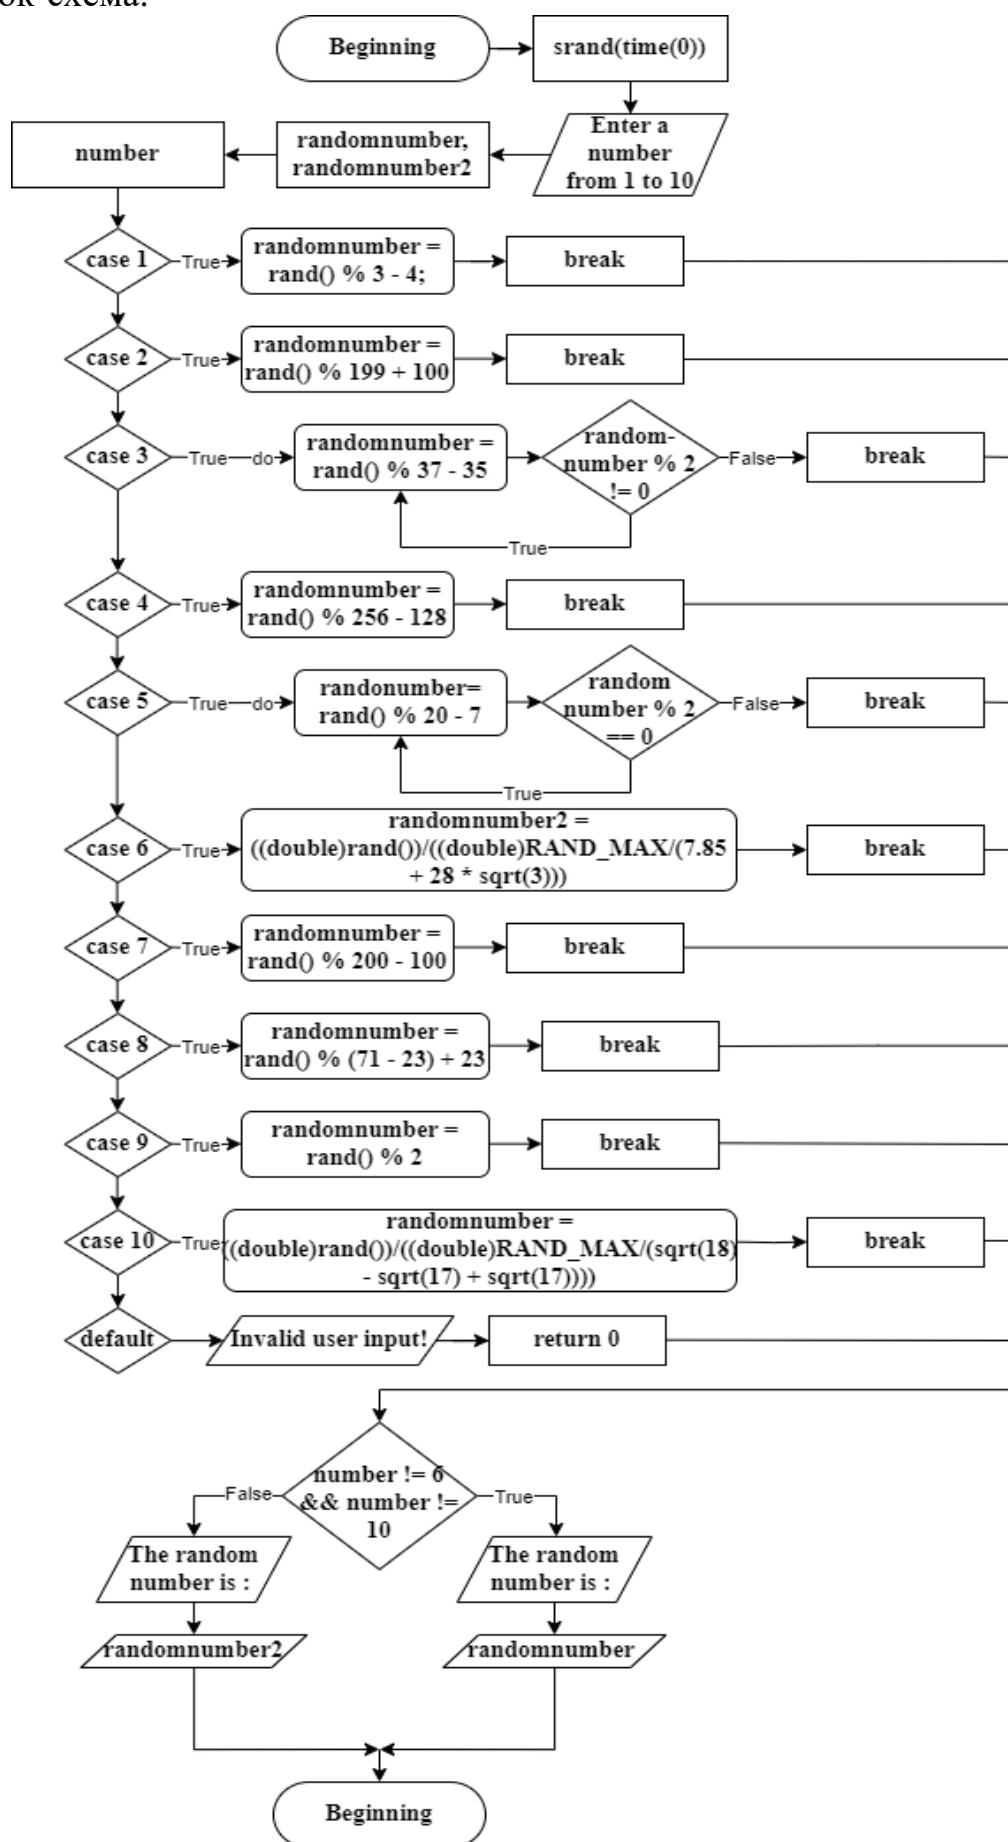 ок-схема:
Beginning
srand(time(0))
Enter a
number
from 1 to 10
randomnumber,
randomnumber2
number
case 1
True
randomnumber =
rand() % 3 - 4;
break
case 2
True
randomnumber =
rand() % 199 + 100
break
case 3
True
do
randomnumber =
rand() % 37 - 35
random-
number % 2
!= 0
False
break
True
case 4
True
randomnumber =
rand() % 256 - 128
break
case 5
True
do
randonumber=
rand() % 20 - 7
random
number % 2
== 0
False
break
True
case 6
True
randomnumber2 =
((double)rand())/((double)RAND_MAX/(7.85
+ 28 * sqrt(3)))
break
case 7
True
randomnumber =
rand() % 200 - 100
break
case 8
True
randomnumber =
rand() % (71 - 23) + 23
break
case 9
True
randomnumber =
rand() % 2
break
case 10
True
randomnumber =
((double)rand())/((double)RAND_MAX/(sqrt(18)
- sqrt(17) + sqrt(17))))
break
default
Invalid user input!
return 0
number != 6
&& number !=
10
False
True
The random
number is :
The random
number is :
randomnumber2
randomnumber
Beginning